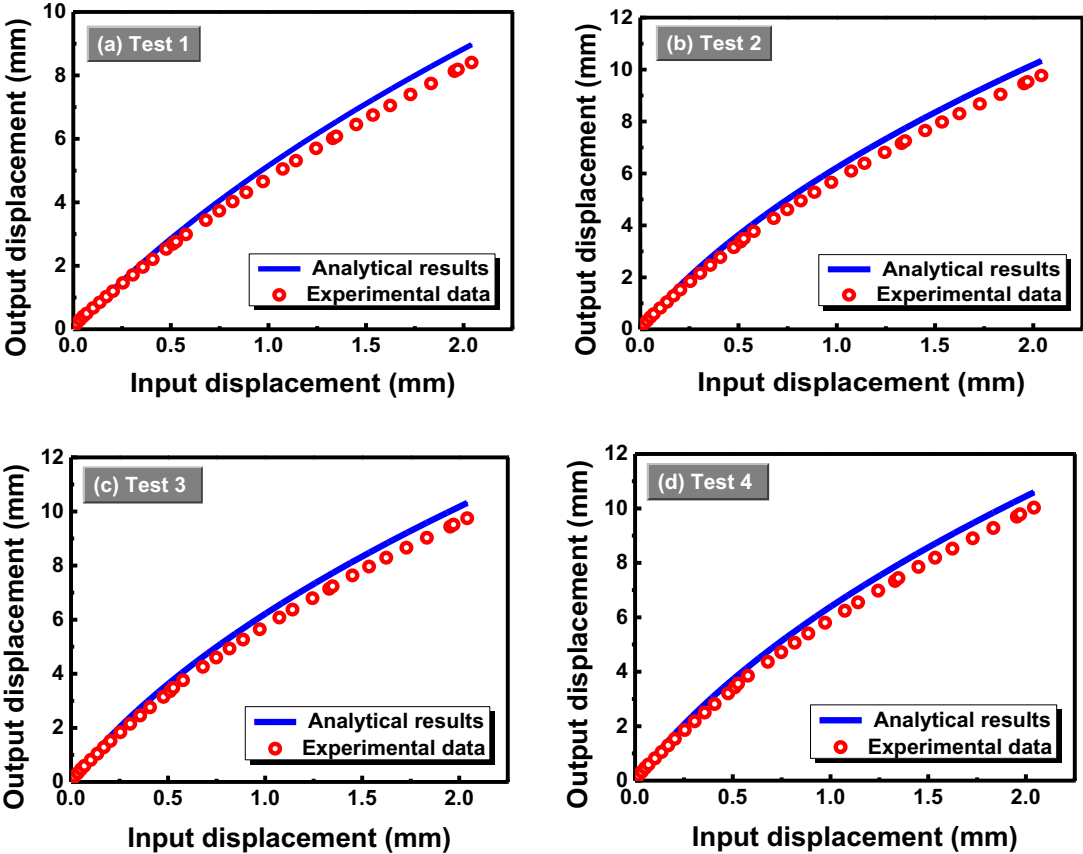 (a) Test 1
Output displacement (mm)
10
8
6
4
2
0
Analytical results
Experimental data
0.0 0.5 1.0 1.5 2.0
Input displacement (mm)
(b) Test 2
Output displacement (mm)
12
10
8
6
4
2
0
Analytical results
Experimental data
0.0 0.5 1.0 1.5 2.0
Input displacement (mm)
(c) Test 3
Output displacement (mm)
12
10
8
6
4
2
0
Analytical results
Experimental data
0.0 0.5 1.0 1.5 2.0
Input displacement (mm)
(d) Test 4
Output displacement (mm)
12
10
8
6
4
2
0
Analytical results
Experimental data
0.0 0.5 1.0 1.5 2.0
Input displacement (mm)